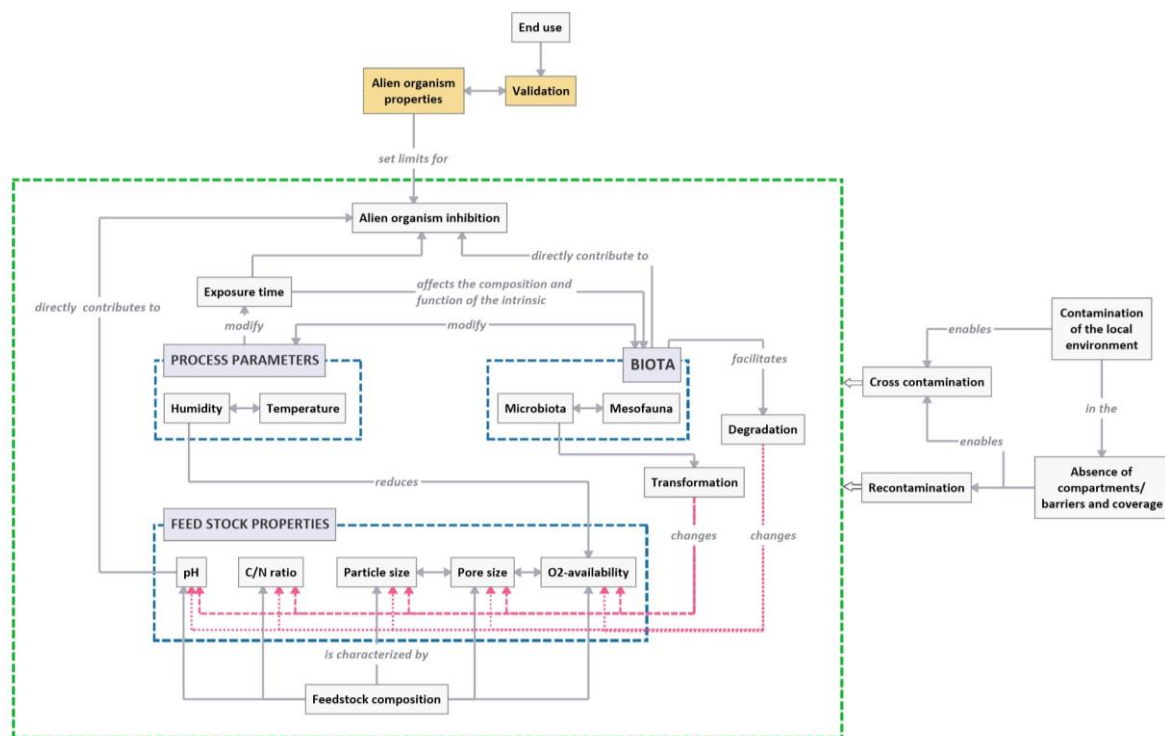 End use
Alien organism
properties
Validation
set limits for
Alien organism inhibition
directly contribute to
Exposure time
affects the composition and
function of the intrinsic
directly contributes to
modify
modify
Contamination
of the local
environment
enables
PROCESS PARAMETERS
BIOTA
facilitates
Cross contamination
Humidity
Temperature
Microbiota
Mesofauna
in the
Degradation
enables
Absence of
compartments/
barriers and coverage
Recontamination
Transformation
reduces
FEED STOCK PROPERTIES
changes
changes
pH
C/N ratio
Particle size
Pore size
O2-availability
is characterized by
Feedstock composition